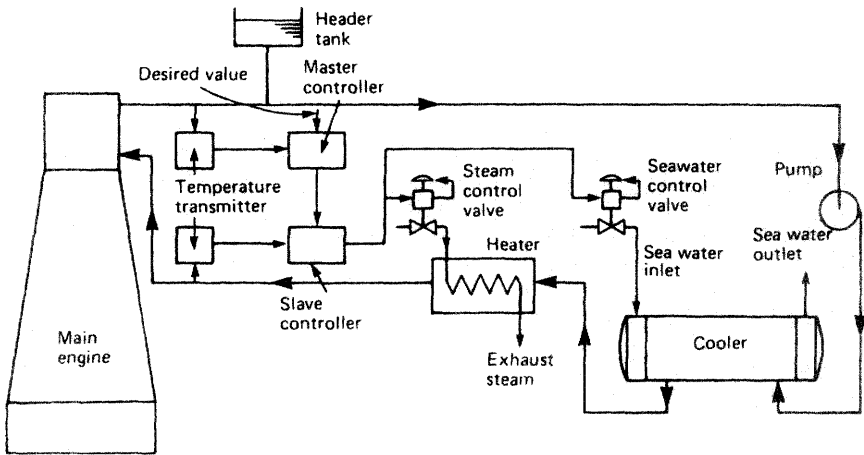 Header
tank
Desired value
Master
controller
Temperature
transmitter
Steam
control
valve
Seawater
control
valve
Pump
Sea water
outlet
Sea water
inlet
Heater
Slave
controller
Main
engine
Exhaust
steam
Cooler